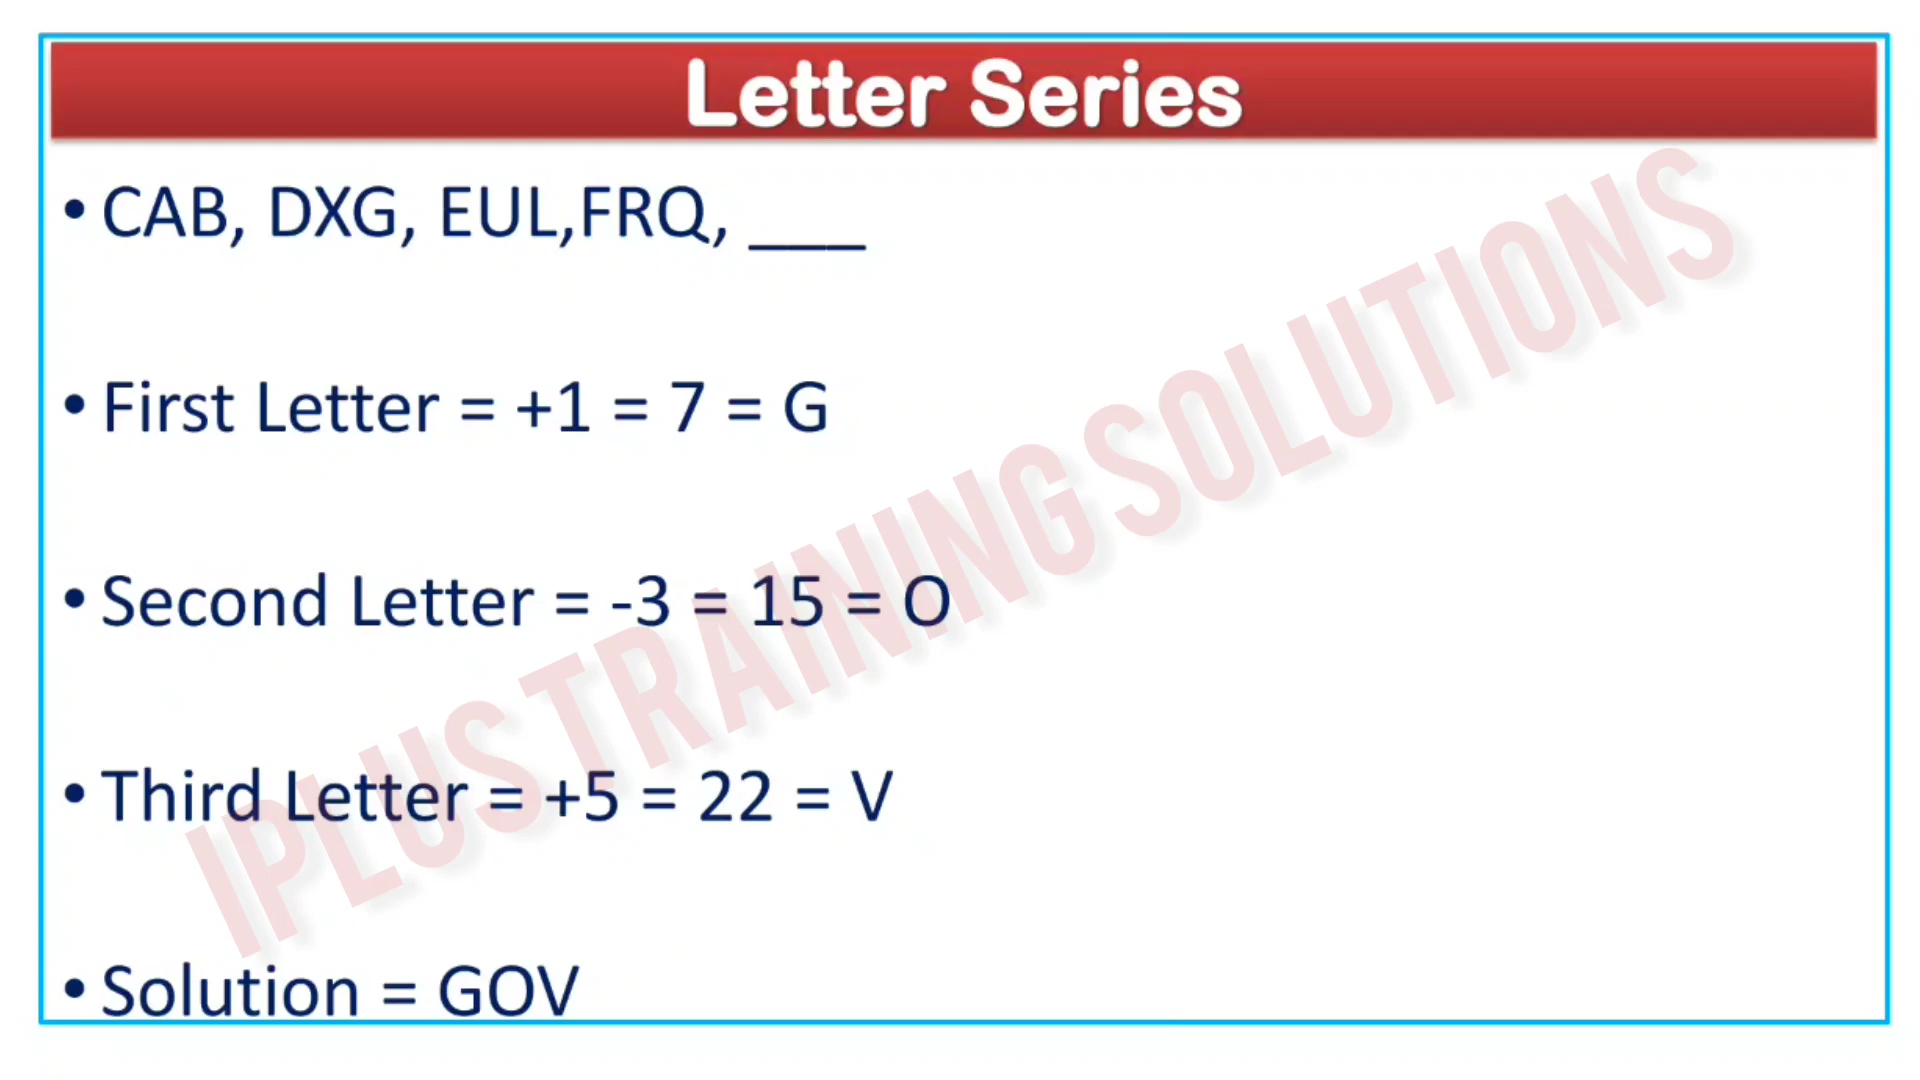 Letter Series
• CAB, DXG, EUL,FRQ, ___
• First Letter = +1 = 7 = G
• Second Letter = -3 = 15 = O
• Third Letter = +5 = 22 = V
• Solution = GOV
IPLUS TRAINING SOLUTIONS